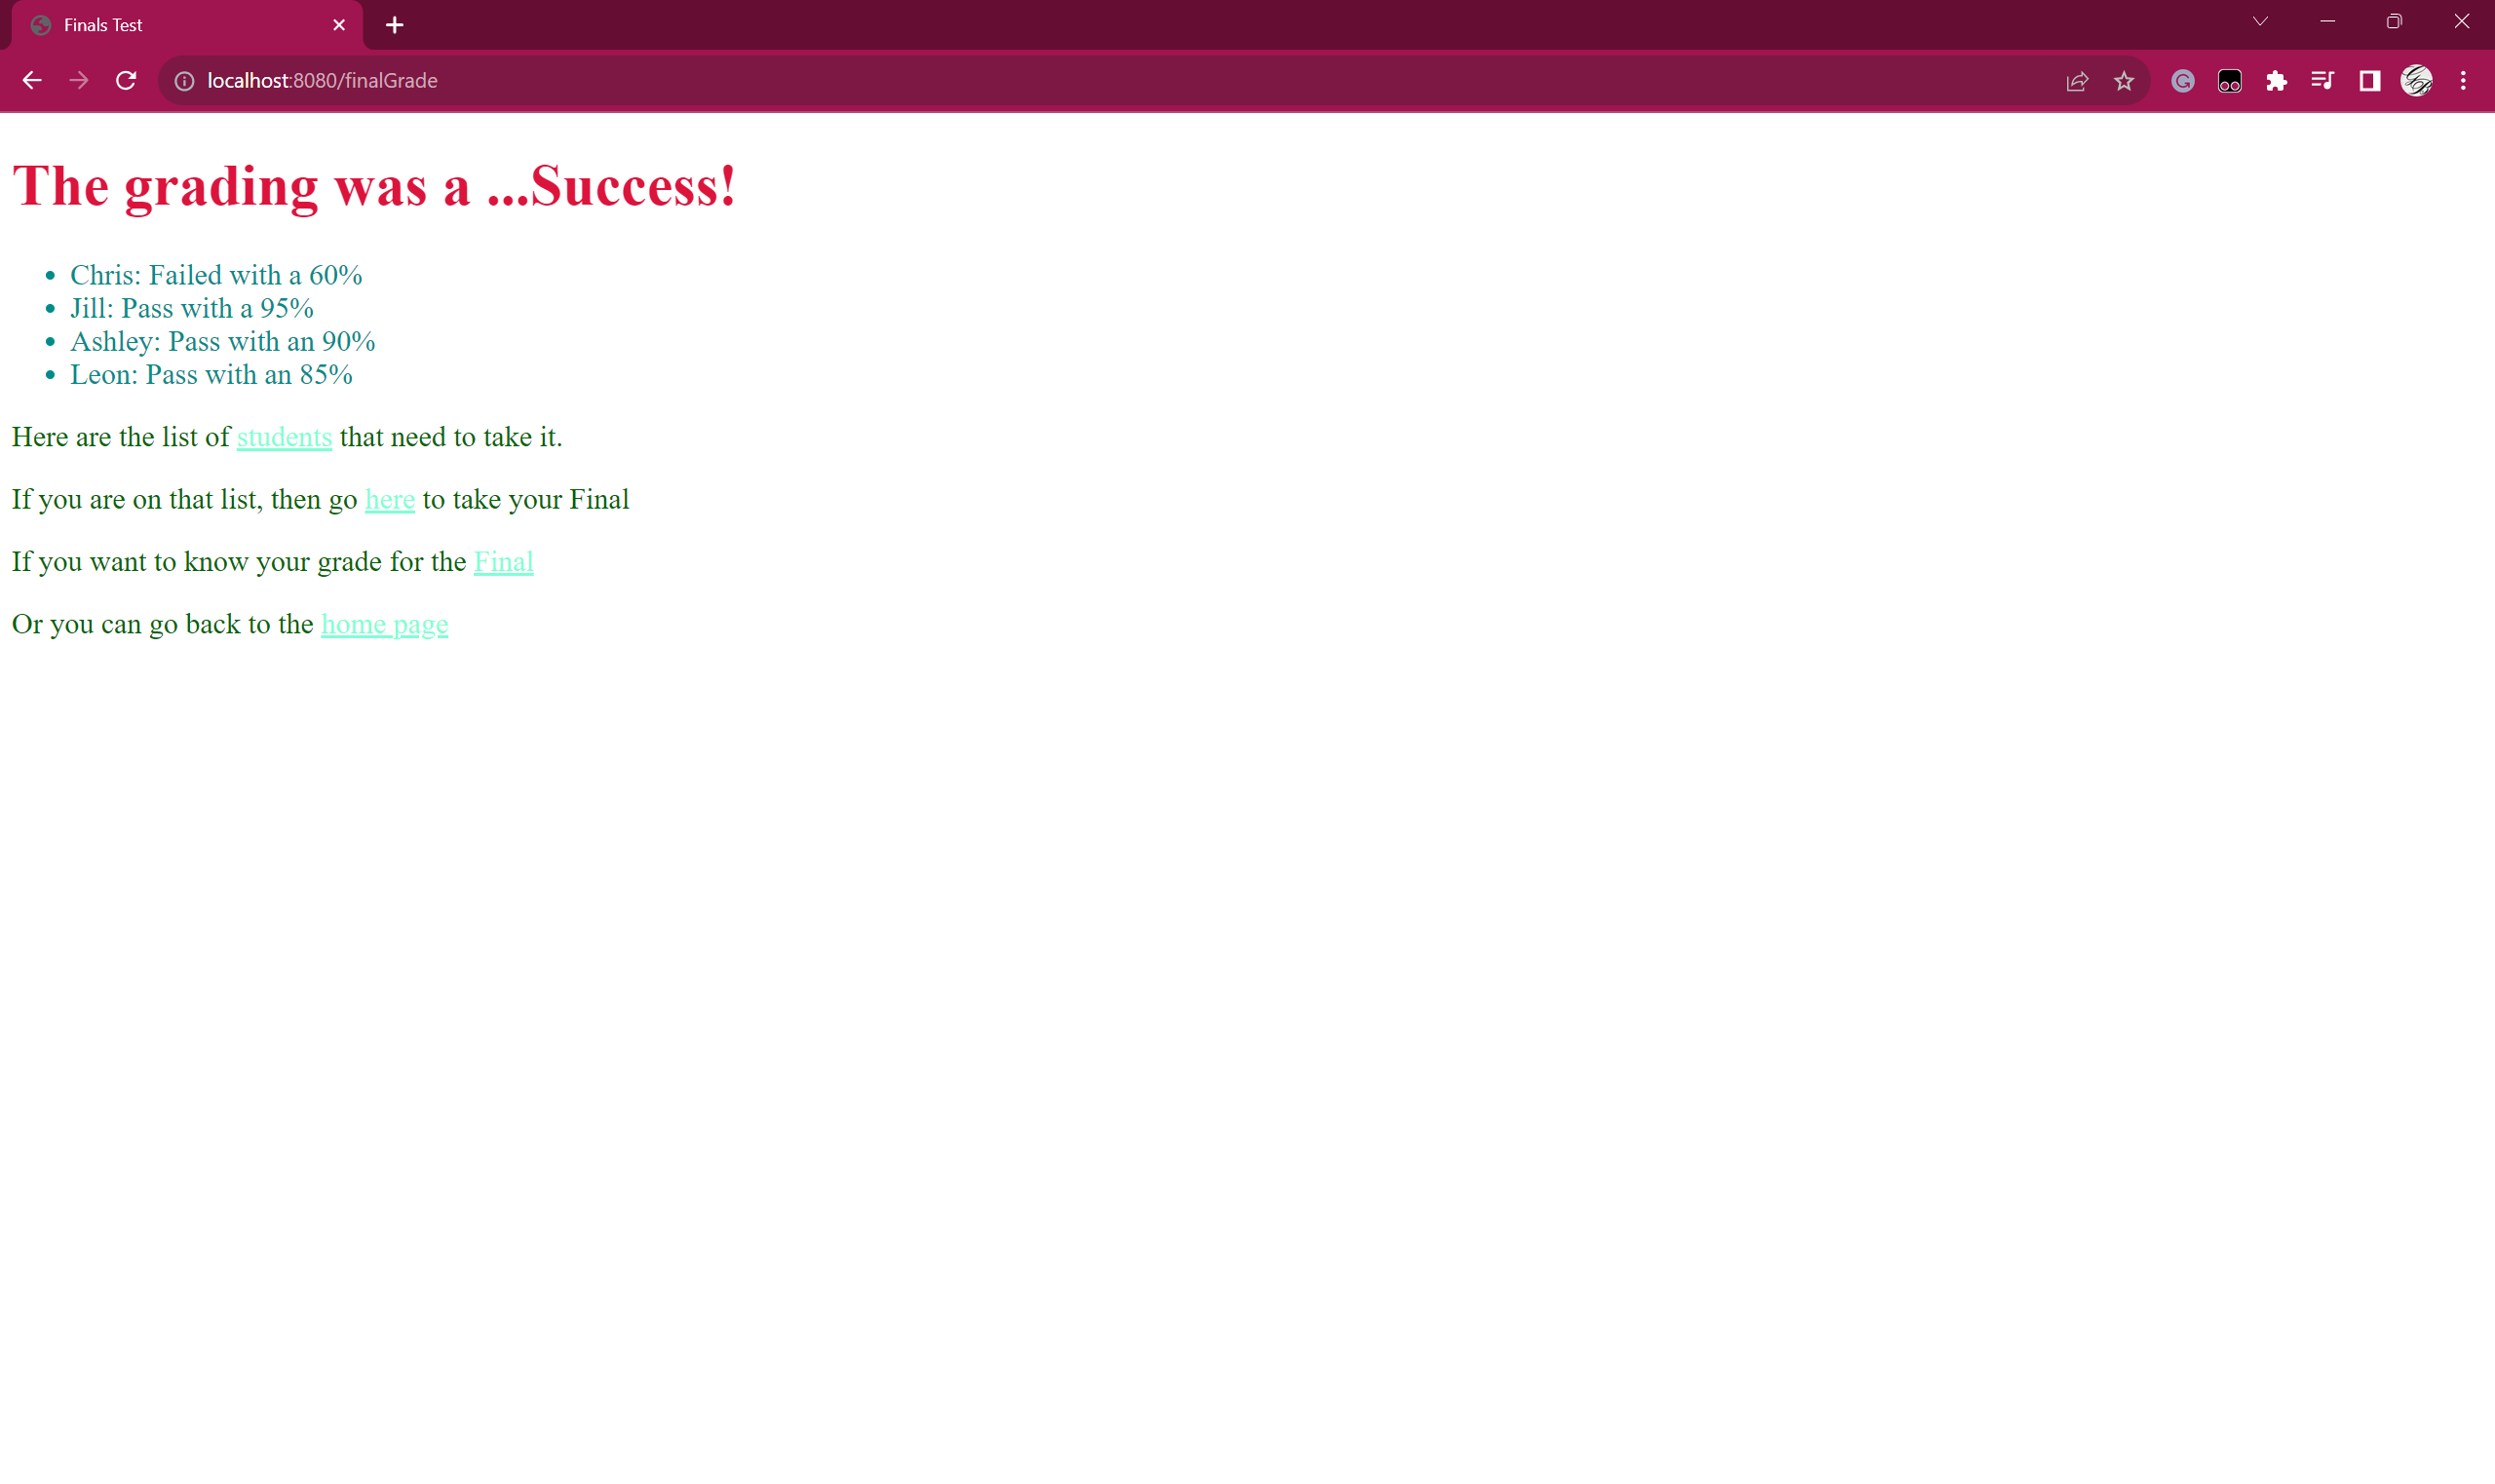 Finals Test
localhost:8080/finalGrade
The grading was a ...Success!
Chris: Failed with a 60%
Jill: Pass with a 95%
Ashley: Pass with an 90%
Leon: Pass with an 85%
Here are the list of students that need to take it.
If you are on that list, then go here to take your Final
If you want to know your grade for the Final
Or you can go back to the home page